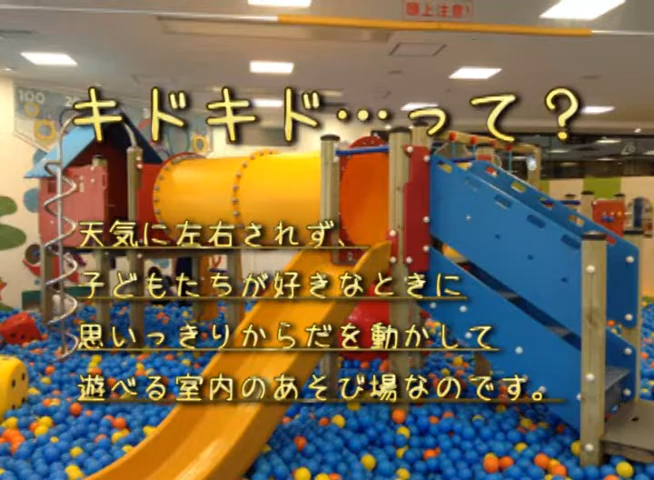 頭上注意!
100
キドキド…って？
天気に左右されず、
子どもたちが好きなときに
思いっきりからだを動かして
遊べる室内のあそび場なのです。